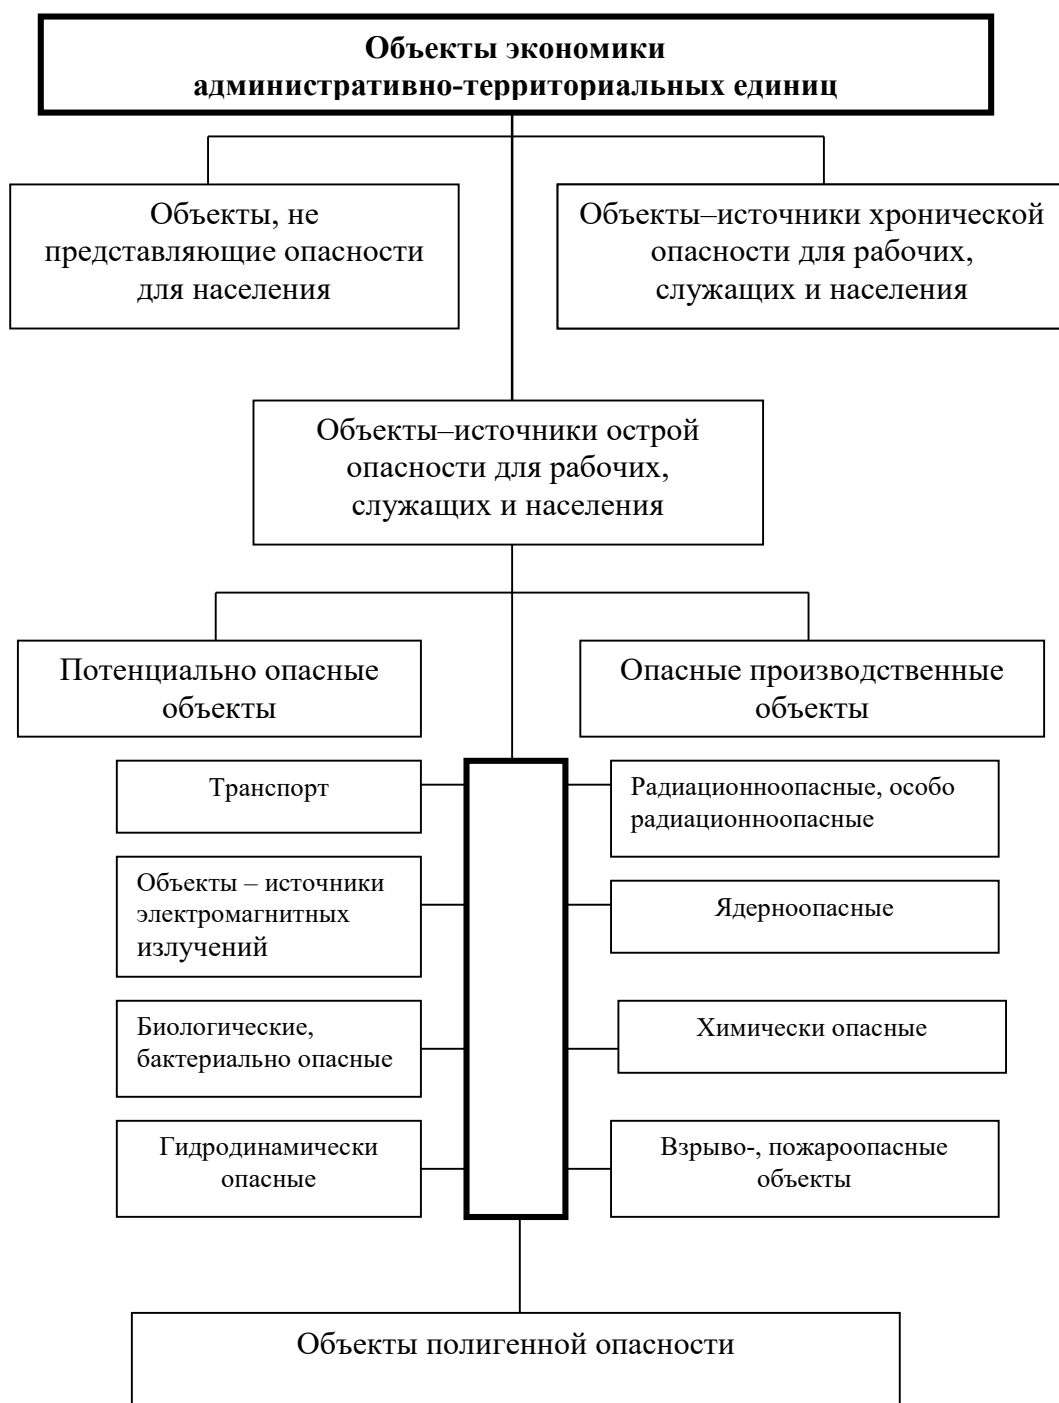 Объекты экономики
административно-территориальных единиц
Объекты, не
представляющие опасности
для населения
Объекты–источники хронической
опасности для рабочих,
служащих и населения
Объекты–источники острой
опасности для рабочих,
служащих и населения
Потенциально опасные
объекты
Опасные производственные
объекты
Транспорт
Радиационноопасные, особо
радиационноопасные
Объекты – источники
электромагнитных
излучений
Ядерноопасные
Биологические,
бактериально опасные
Химически опасные
Гидродинамически
опасные
Взрыво-, пожароопасные
объекты
Объекты полигенной опасности